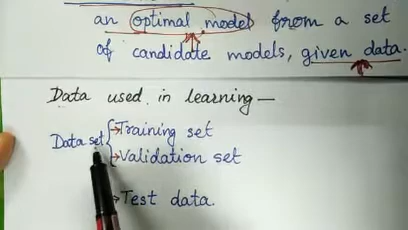 an optimal model from a set
of candidate models, given data.
Data used in learning —
Data set
→Training set
→Validation set
→Test data.